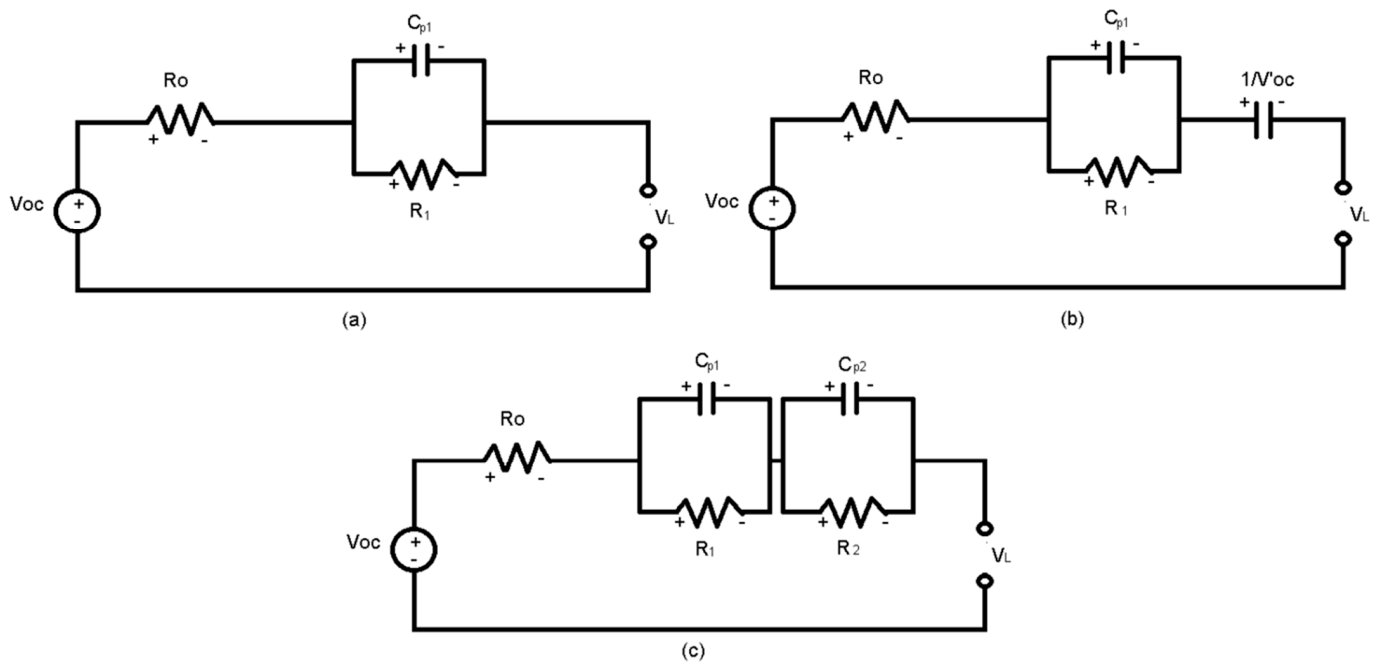 Cp1
+ -
Ro
+ -
Voc
+
-
+ -
R1
VL
(a)
Cp1
+ -
1/V'oc
+ -
Ro
+ -
Voc
+
-
+ -
R1
VL
(b)
Cp1
+ -
Cp2
+ -
Ro
+ -
Voc
+
-
+ -
R1
+ -
R2
VL
(c)